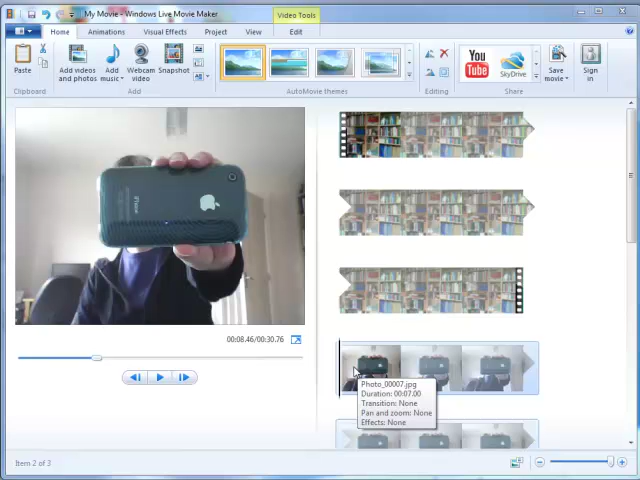 My Movie - Windows Live Movie Maker
Video Tools
Home
Animations
Visual Effects
Project
View
Edit
Paste
Add videos
and photos
Add
music
Webcam
video
Snapshot
You
Tube
SkyDrive
Save
movie
Sign
in
Clipboard
Add
AutoMovie themes
Editing
Share
iPhone
00:08.46/00:30.76
Photo_00007.jpg
Duration: 00:07.00
Transition: None
Pan and zoom: None
Effects: None
Item 2 of 3